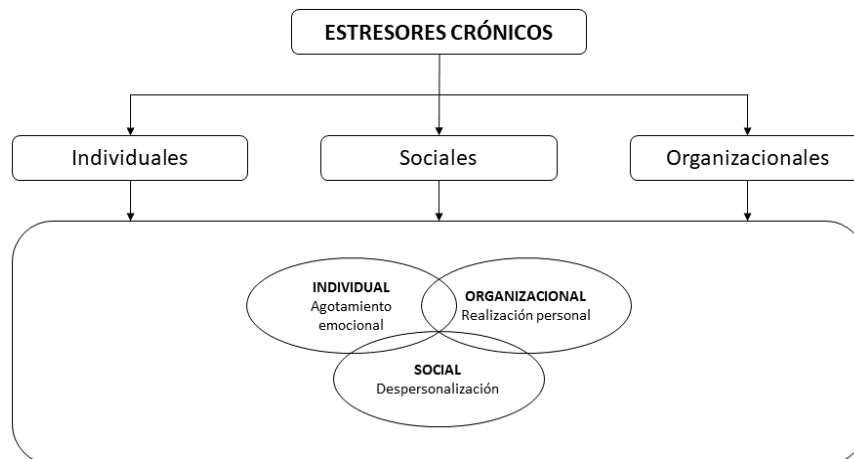 ESTRESORES CRÓNICOS
Individuales
Sociales
Organizacionales
INDIVIDUAL
Agotamiento
emocional
ORGANIZACIONAL
Realización personal
SOCIAL
Despersonalización